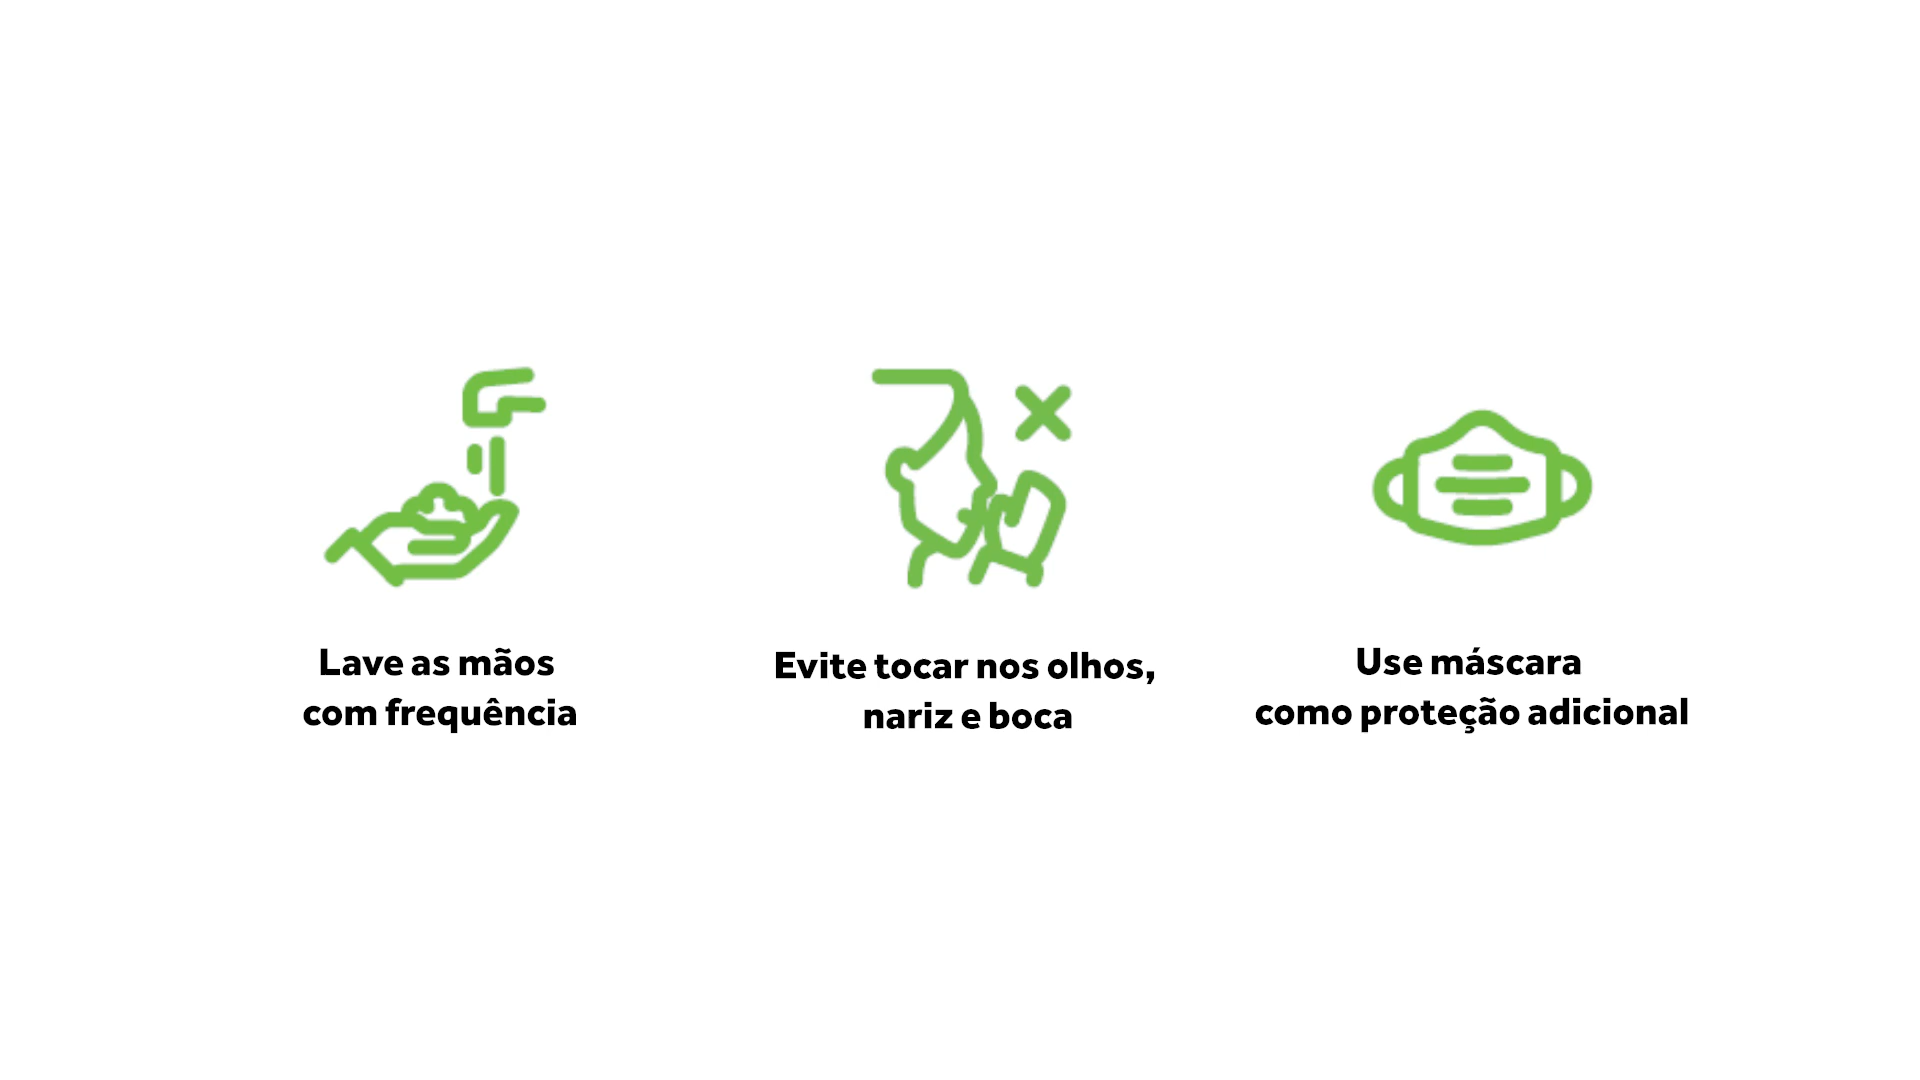 Lave as mãos
com frequência
Evite tocar nos olhos,
nariz e boca
Use máscara
como proteção adicional